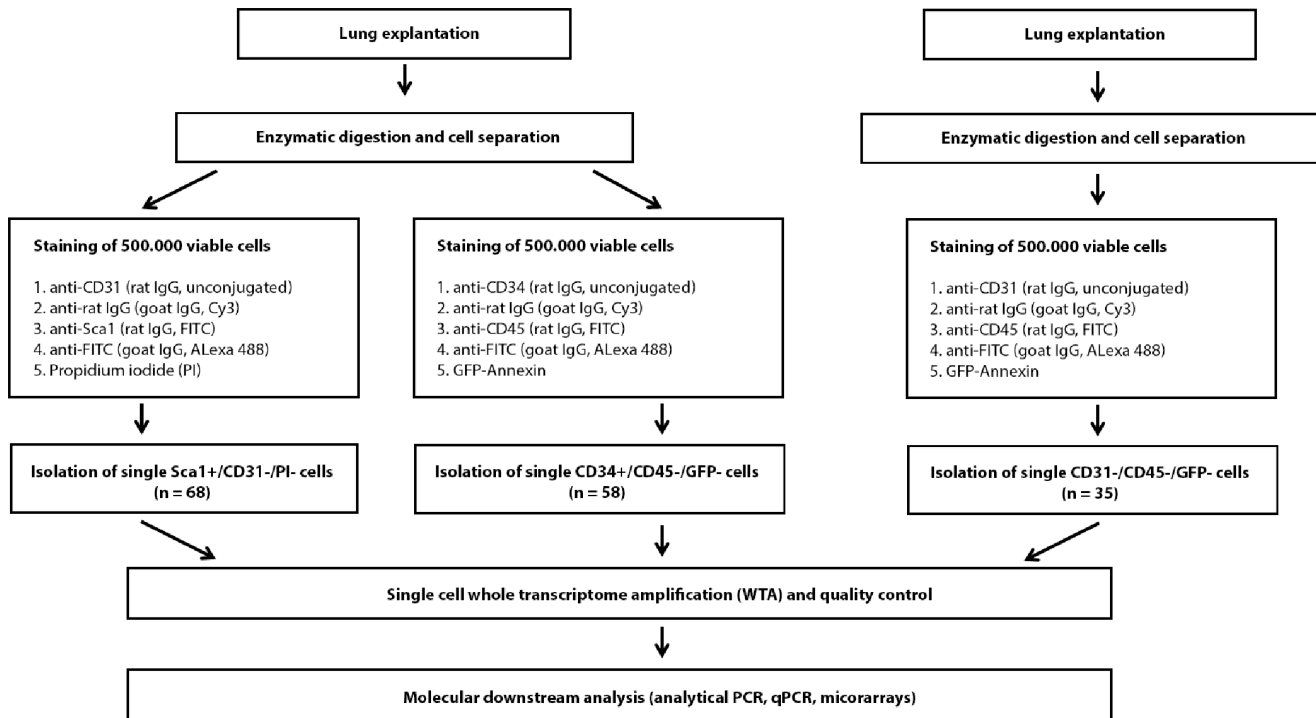 Lung explantation
Enzymatic digestion and cell separation
Staining of 500.000 viable cells
1. anti-CD31 (rat IgG, unconjugated)
2. anti-rat IgG (goat IgG, Cy3)
3. anti-Sca1 (rat IgG, FITC)
4. anti-FITC (goat IgG, ALexa 488)
5. Propidium iodide (PI)
Isolation of single Sca1+/CD31-/PI- cells
(n = 68)
Staining of 500.000 viable cells
1. anti-CD34 (rat IgG, unconjugated)
2. anti-rat IgG (goat IgG, Cy3)
3. anti-CD45 (rat IgG, FITC)
4. anti-FITC (goat IgG, ALexa 488)
5. GFP-Annexin
Isolation of single CD34+/CD45-/GFP- cells
(n = 58)
Lung explantation
Enzymatic digestion and cell separation
Staining of 500.000 viable cells
1. anti-CD31 (rat IgG, unconjugated)
2. anti-rat IgG (goat IgG, Cy3)
3. anti-CD45 (rat IgG, FITC)
4. anti-FITC (goat IgG, ALexa 488)
5. GFP-Annexin
Isolation of single CD31-/CD45-/GFP- cells
(n = 35)
Single cell whole transcriptome amplification (WTA) and quality control
Molecular downstream analysis (analytical PCR, qPCR, micorarrays)